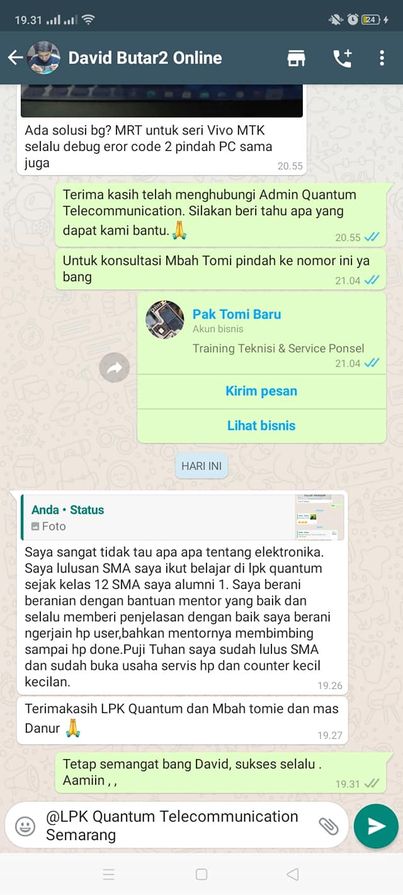 19.31
24
David Butar2 Online
Ada solusi bg? MRT untuk seri Vivo MTK
selalu debug eror code 2 pindah PC sama
juga
20.55
Terima kasih telah menghubungi Admin Quantum
Telecommunication. Silakan beri tahu apa yang
dapat kami bantu.🙏
20.55
Untuk konsultasi Mbah Tomi pindah ke nomor ini ya
bang
21.04
Pak Tomi Baru
Akun bisnis
Training Teknisi & Service Ponsel
21.04
Kirim pesan
Lihat bisnis
HARI INI
Anda • Status
Foto
Saya sangat tidak tau apa apa tentang elektronika.
Saya lulusan SMA saya ikut belajar di lpk quantum
sejak kelas 12 SMA saya alumni 1. Saya berani
beranian dengan bantuan mentor yang baik dan
selalu memberi penjelasan dengan baik saya berani
ngerjain hp user,bahkan mentornya membimbing
sampai hp done.Puji Tuhan saya sudah lulus SMA
dan sudah buka usaha servis hp dan counter kecil
kecilan.
19.26
Terimakasih LPK Quantum dan Mbah tomie dan mas
Danur 🙏
19.27
Tetap semangat bang David, sukses selalu .
Aamiin , ,
19.31
@LPK Quantum Telecommunication
Semarang